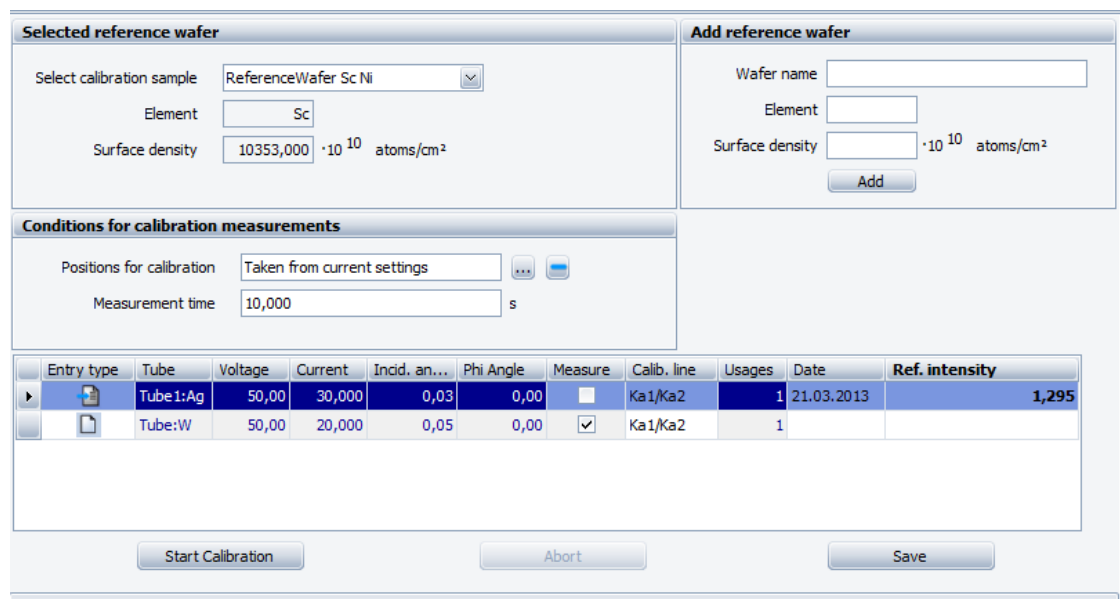 Selected reference wafer
Select calibration sample ReferenceWafer Sc Ni
Element Sc
Surface density 10353,000 ·10 10 atoms/cm²
Add reference wafer
Wafer name
Element
Surface density ·10 10 atoms/cm²
Add
Conditions for calibration measurements
Positions for calibration Taken from current settings ...
Measurement time 10,000 s
Entry type Tube Voltage Current Incid. an... Phi Angle Measure Calib. line Usages Date Ref. intensity
Tube1:Ag 50,00 30,000 0,03 0,00 Ka1/Ka2 1 21.03.2013 1,295
Tube:W 50,00 20,000 0,05 0,00 Ka1/Ka2 1
Start Calibration Abort Save